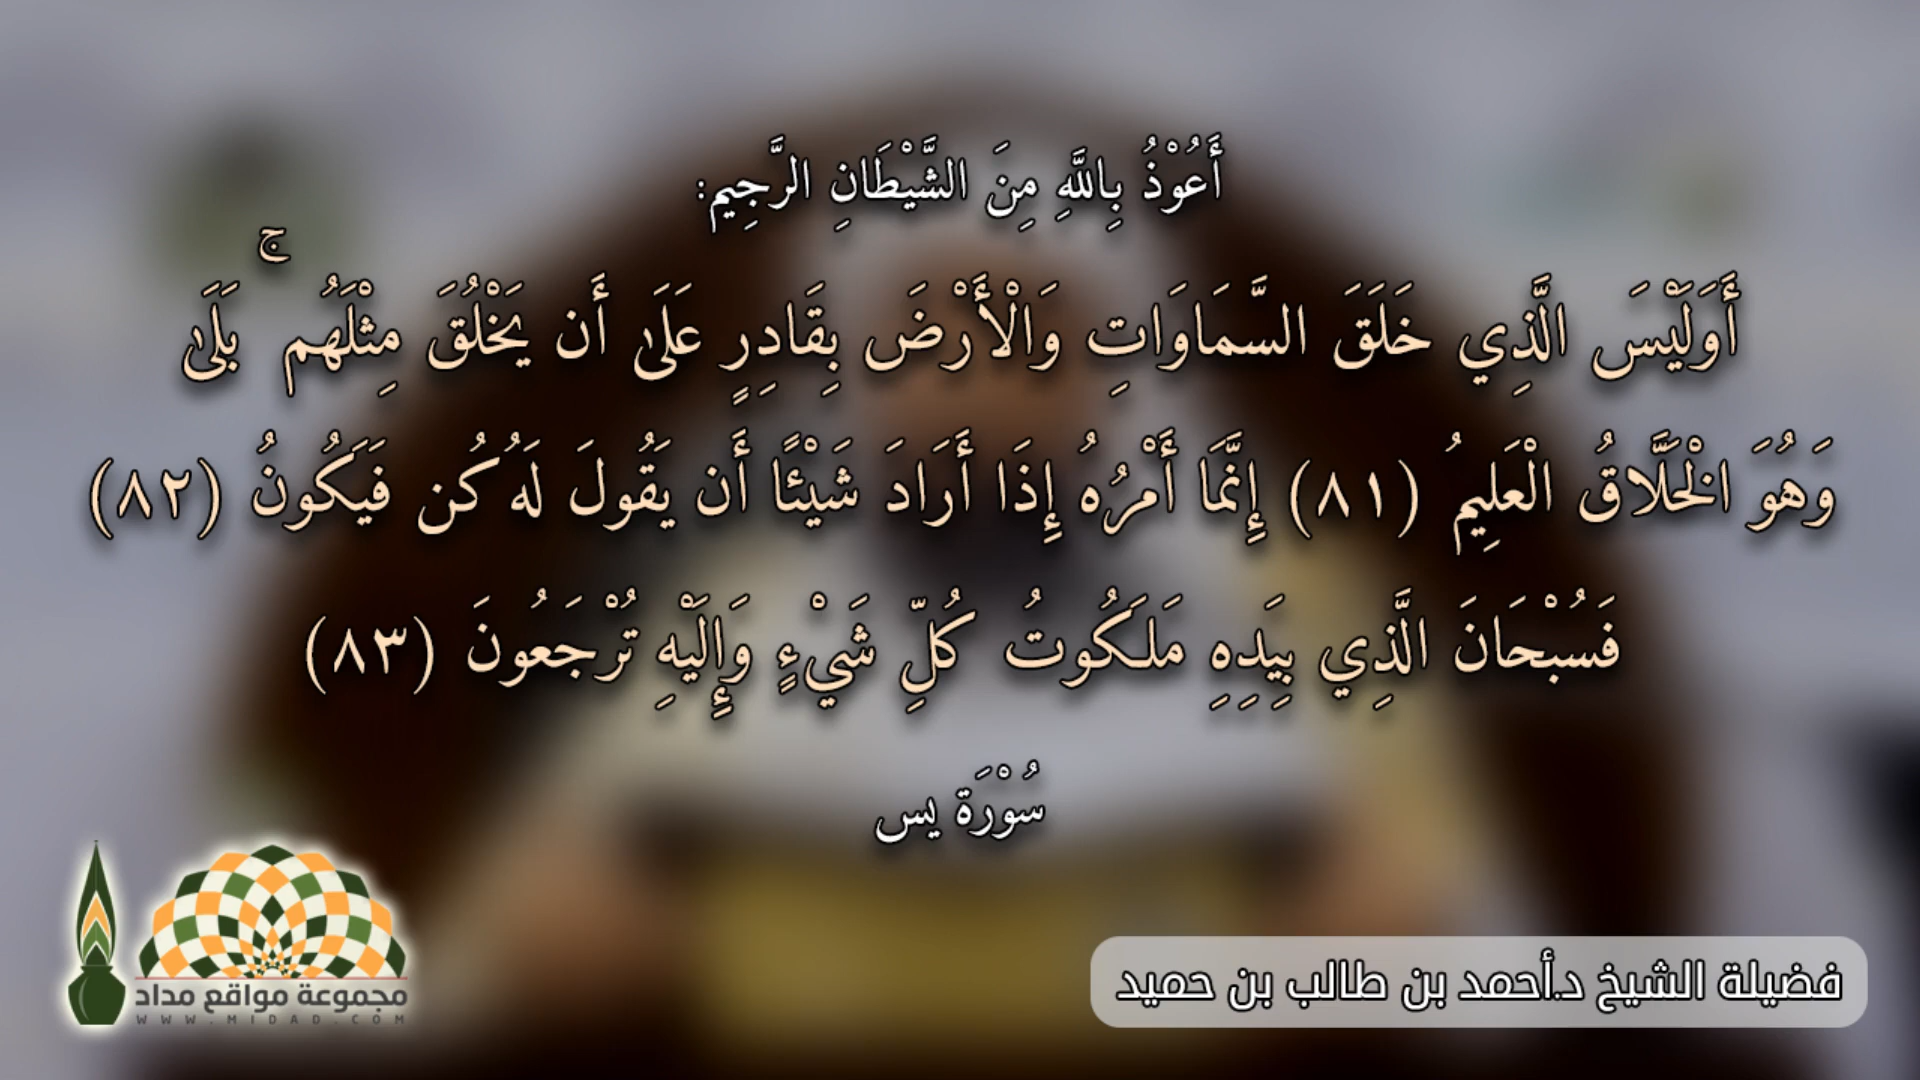 أَعُوْذُ بِاللَّهِ مِنَ الشَّيْطَانِ الرَّجِيم:
أَوَلَيْسَ الَّذِي خَلَقَ السَّمَاوَاتِ وَالْأَرْضَ بِقَادِرٍ عَلَىٰ أَن يَخْلُقَ مِثْلَهُم ۚ بَلَىٰ
وَهُوَ الْخَلَّاقُ الْعَلِيمُ (٨١) إِنَّمَا أَمْرُهُ إِذَا أَرَادَ شَيْئًا أَن يَقُولَ لَهُ كُن فَيَكُونُ (٨٢)
فَسُبْحَانَ الَّذِي بِيَدِهِ مَلَكُوتُ كُلِّ شَيْءٍ وَإِلَيْهِ تُرْجَعُونَ (٨٣)
سُوْرَة يس
فضيلة الشيخ د.أحمد بن طالب بن حميد
مجموعة مواقع مداد
WWW.MIDAD.COM